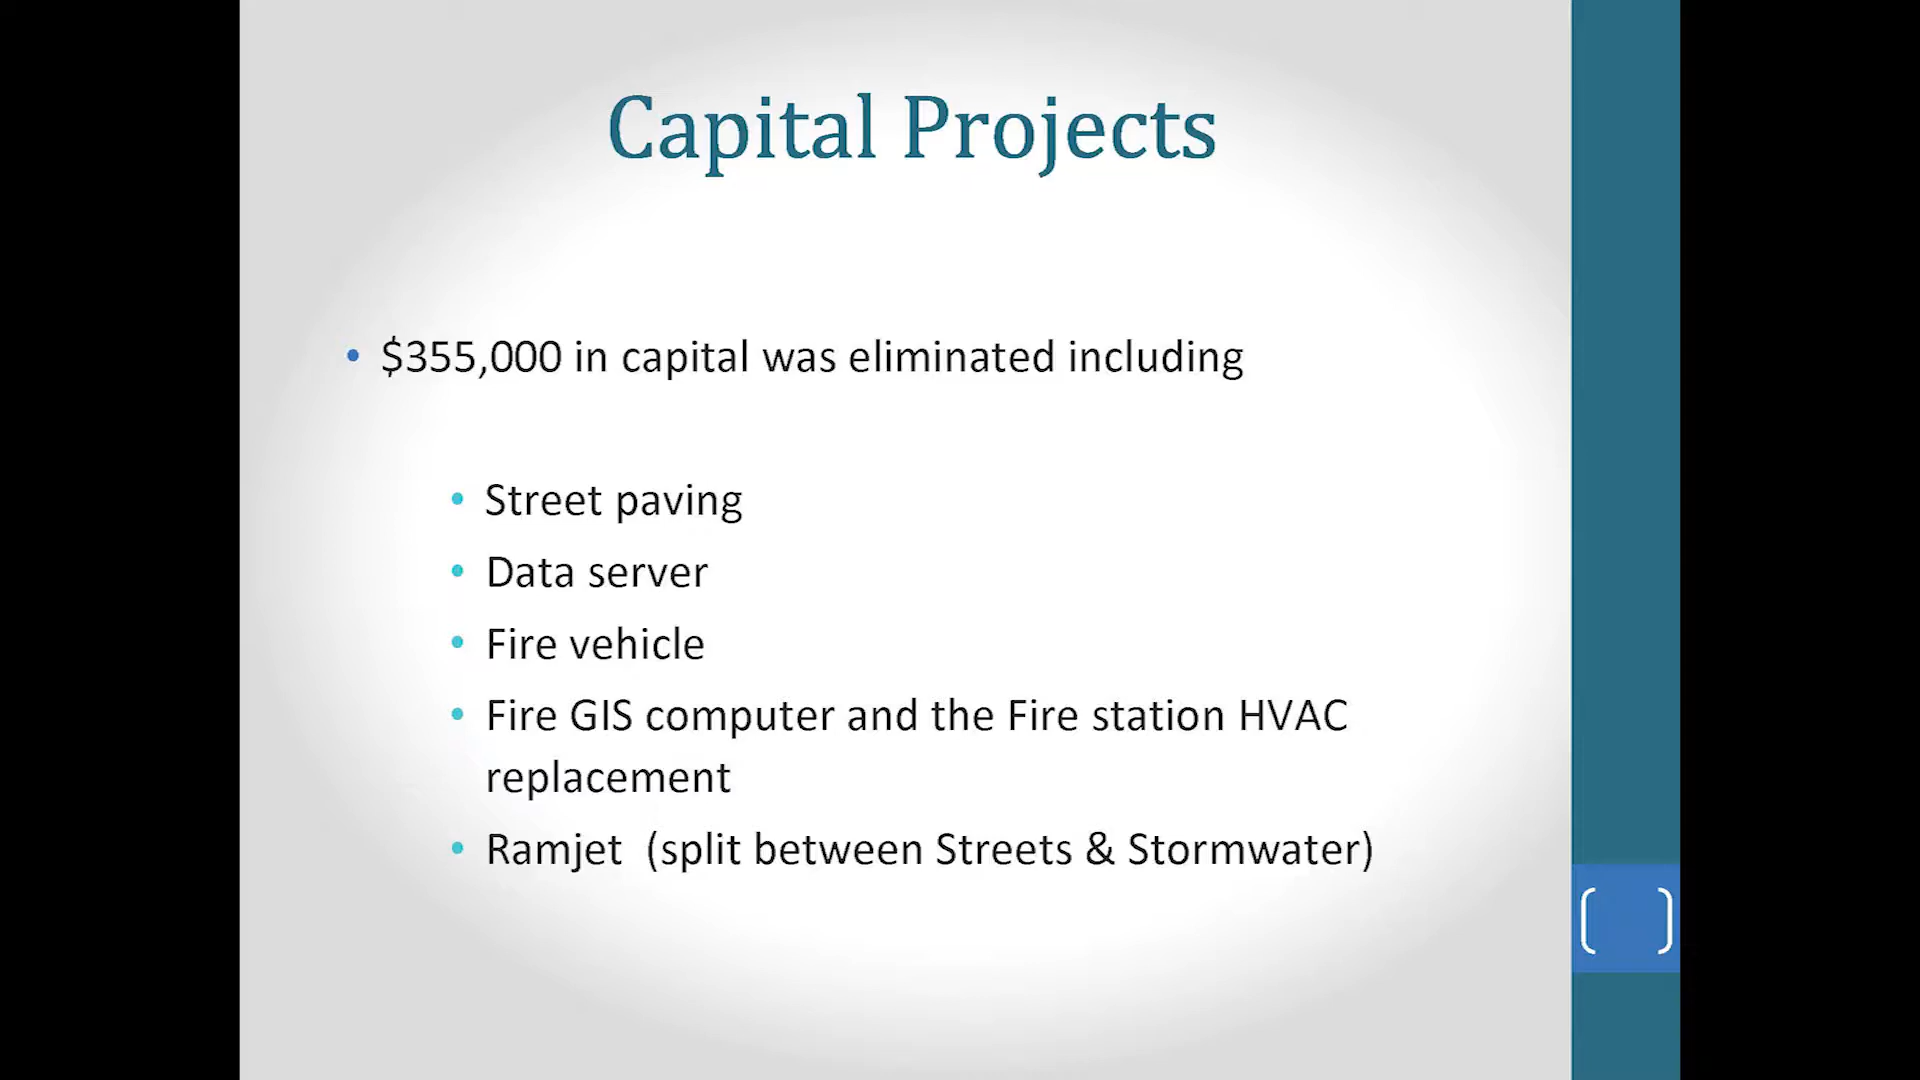 Capital Projects
• $355,000 in capital was eliminated including
• Street paving
• Data server
• Fire vehicle
• Fire GIS computer and the Fire station HVAC
replacement
• Ramjet  (split between Streets & Stormwater)